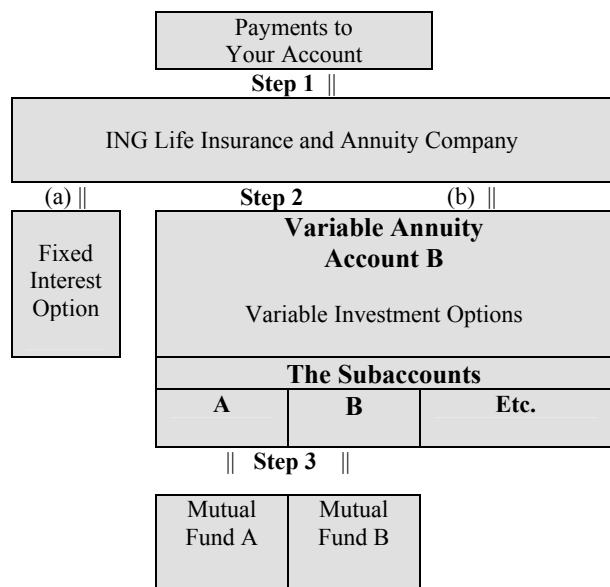 Payments to
Your Account
Step 1 ||
ING Life Insurance and Annuity Company
(a) || Step 2 (b) ||
Fixed
Interest
Option
Variable Annuity
Account B
Variable Investment Options
The Subaccounts
A B Etc.
|| Step 3 ||
Mutual
Fund A
Mutual
Fund B